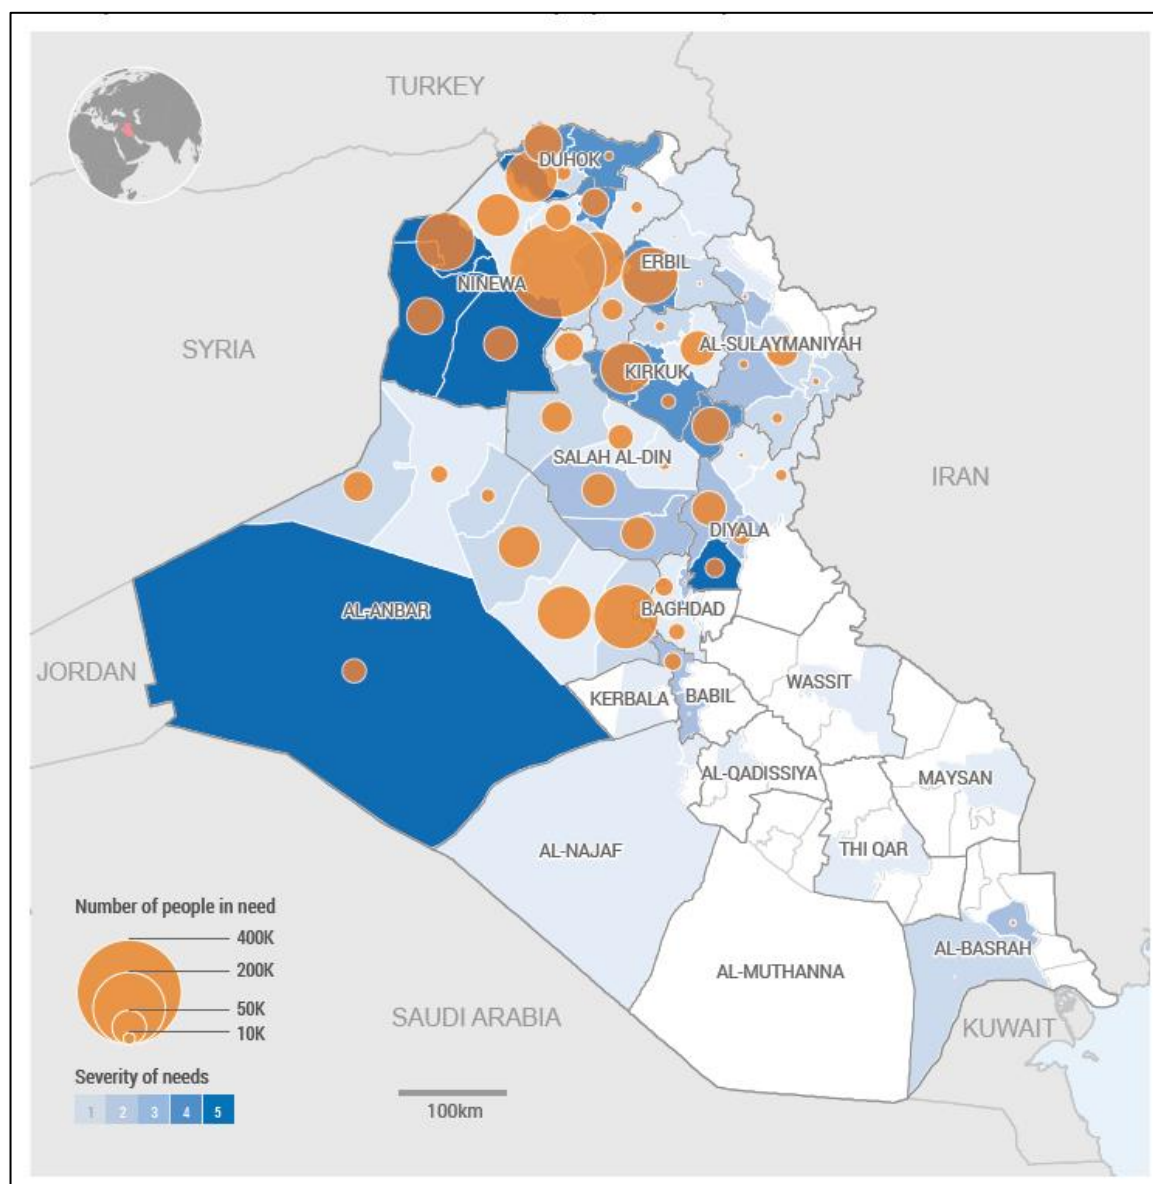 TURKEY
DUHOK
ERBIL
NINEWA
SYRIA
AL-SULAYMANIYAH
KIRKUK
SALAH AL-DIN
IRAN
DIYALA
AL-ANBAR
BAGHDAD
JORDAN
KERBALA
BABIL
WASSIT
AL-QADISSIYA
MAYSAN
AL-NAJAF
THI QAR
AL-BASRAH
AL-MUTHANNA
SAUDI ARABIA
KUWAIT
Number of people in need
400K
200K
50K
10K
Severity of needs
1 2 3 4 5
100km